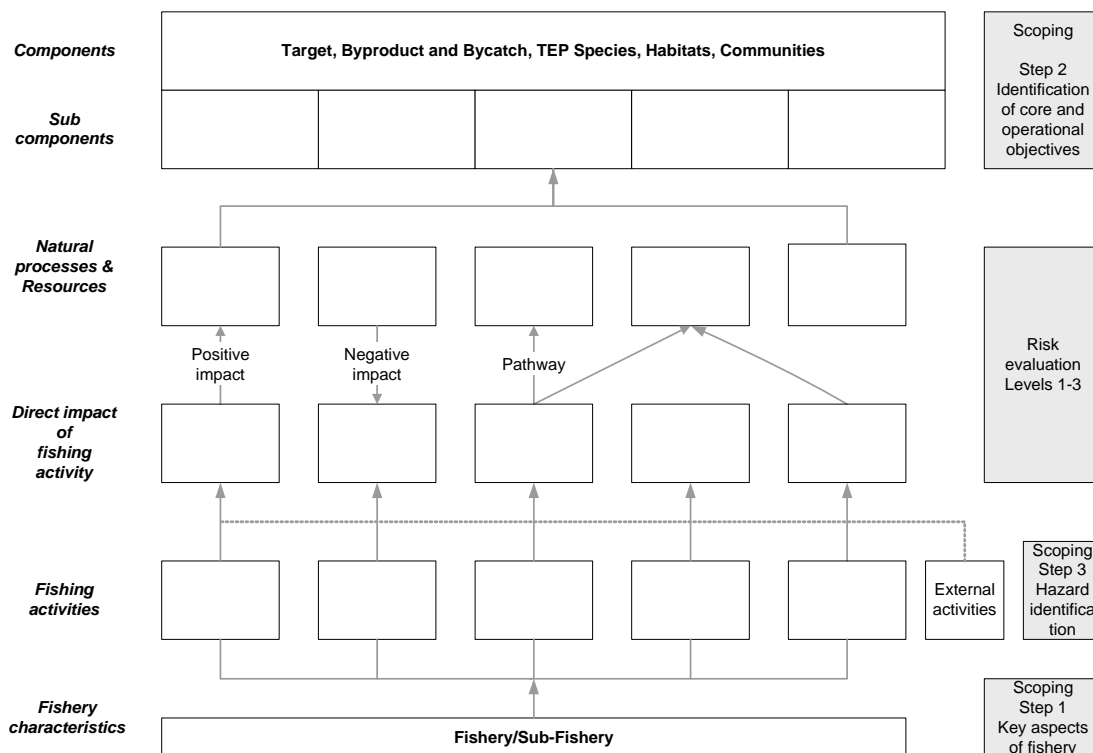 Components
Target, Byproduct and Bycatch, TEP Species, Habitats, Communities
Scoping
Step 2
Identification
of core and
operational
objectives
Sub
components
Natural
processes &
Resources
Positive
impact
Negative
impact
Pathway
Risk
evaluation
Levels 1-3
Direct impact
of
fishing
activity
Fishing
activities
External
activities
Scoping
Step 3
Hazard
identifica
tion
Fishery
characteristics
Fishery/Sub-Fishery
Scoping
Step 1
Key aspects
of fishery